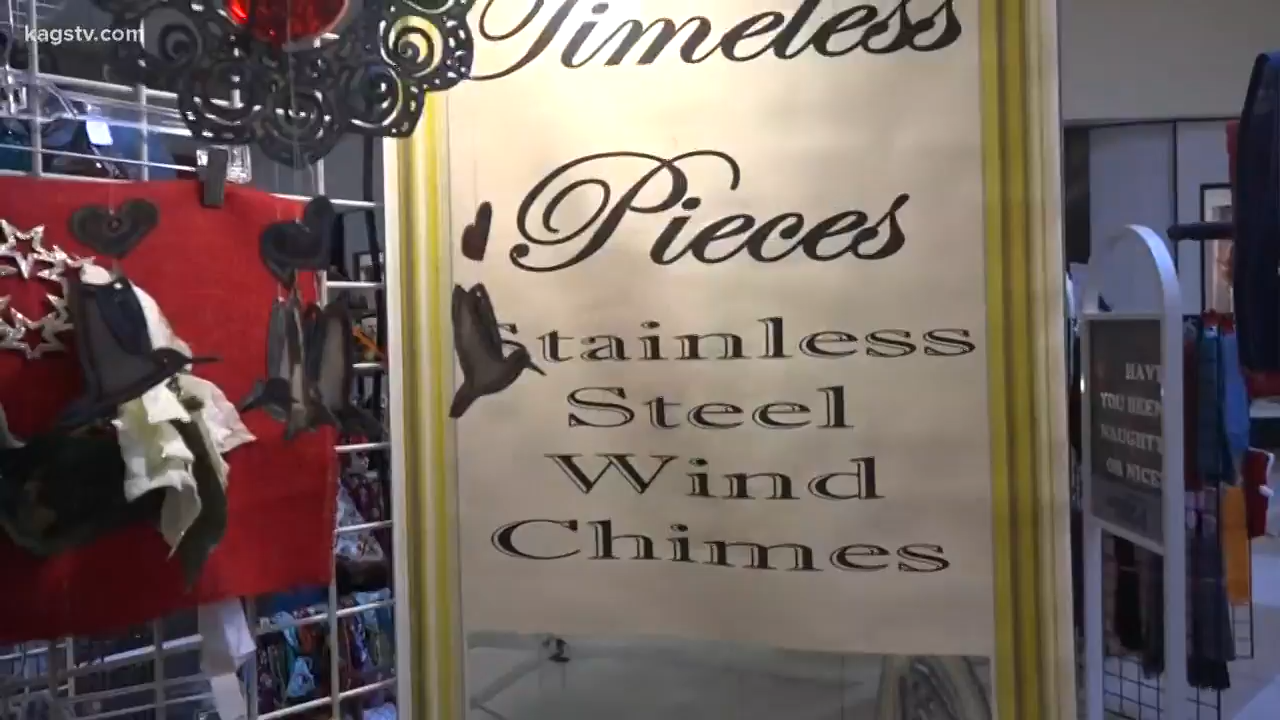 kagstv.com
Timeless
Pieces
Stainless
Steel
Wind
Chimes
HAVE
YOU BEEN
NAUGHTY
OR NICE